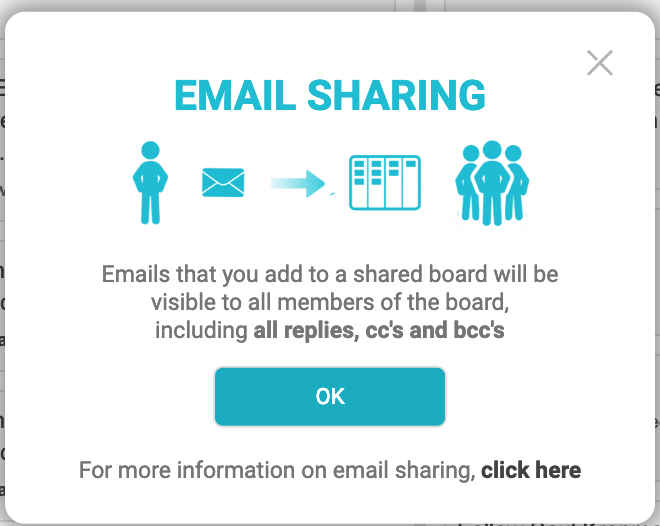 EMAIL SHARING
Emails that you add to a shared board will be
visible to all members of the board,
including all replies, cc's and bcc's
OK
For more information on email sharing, click here